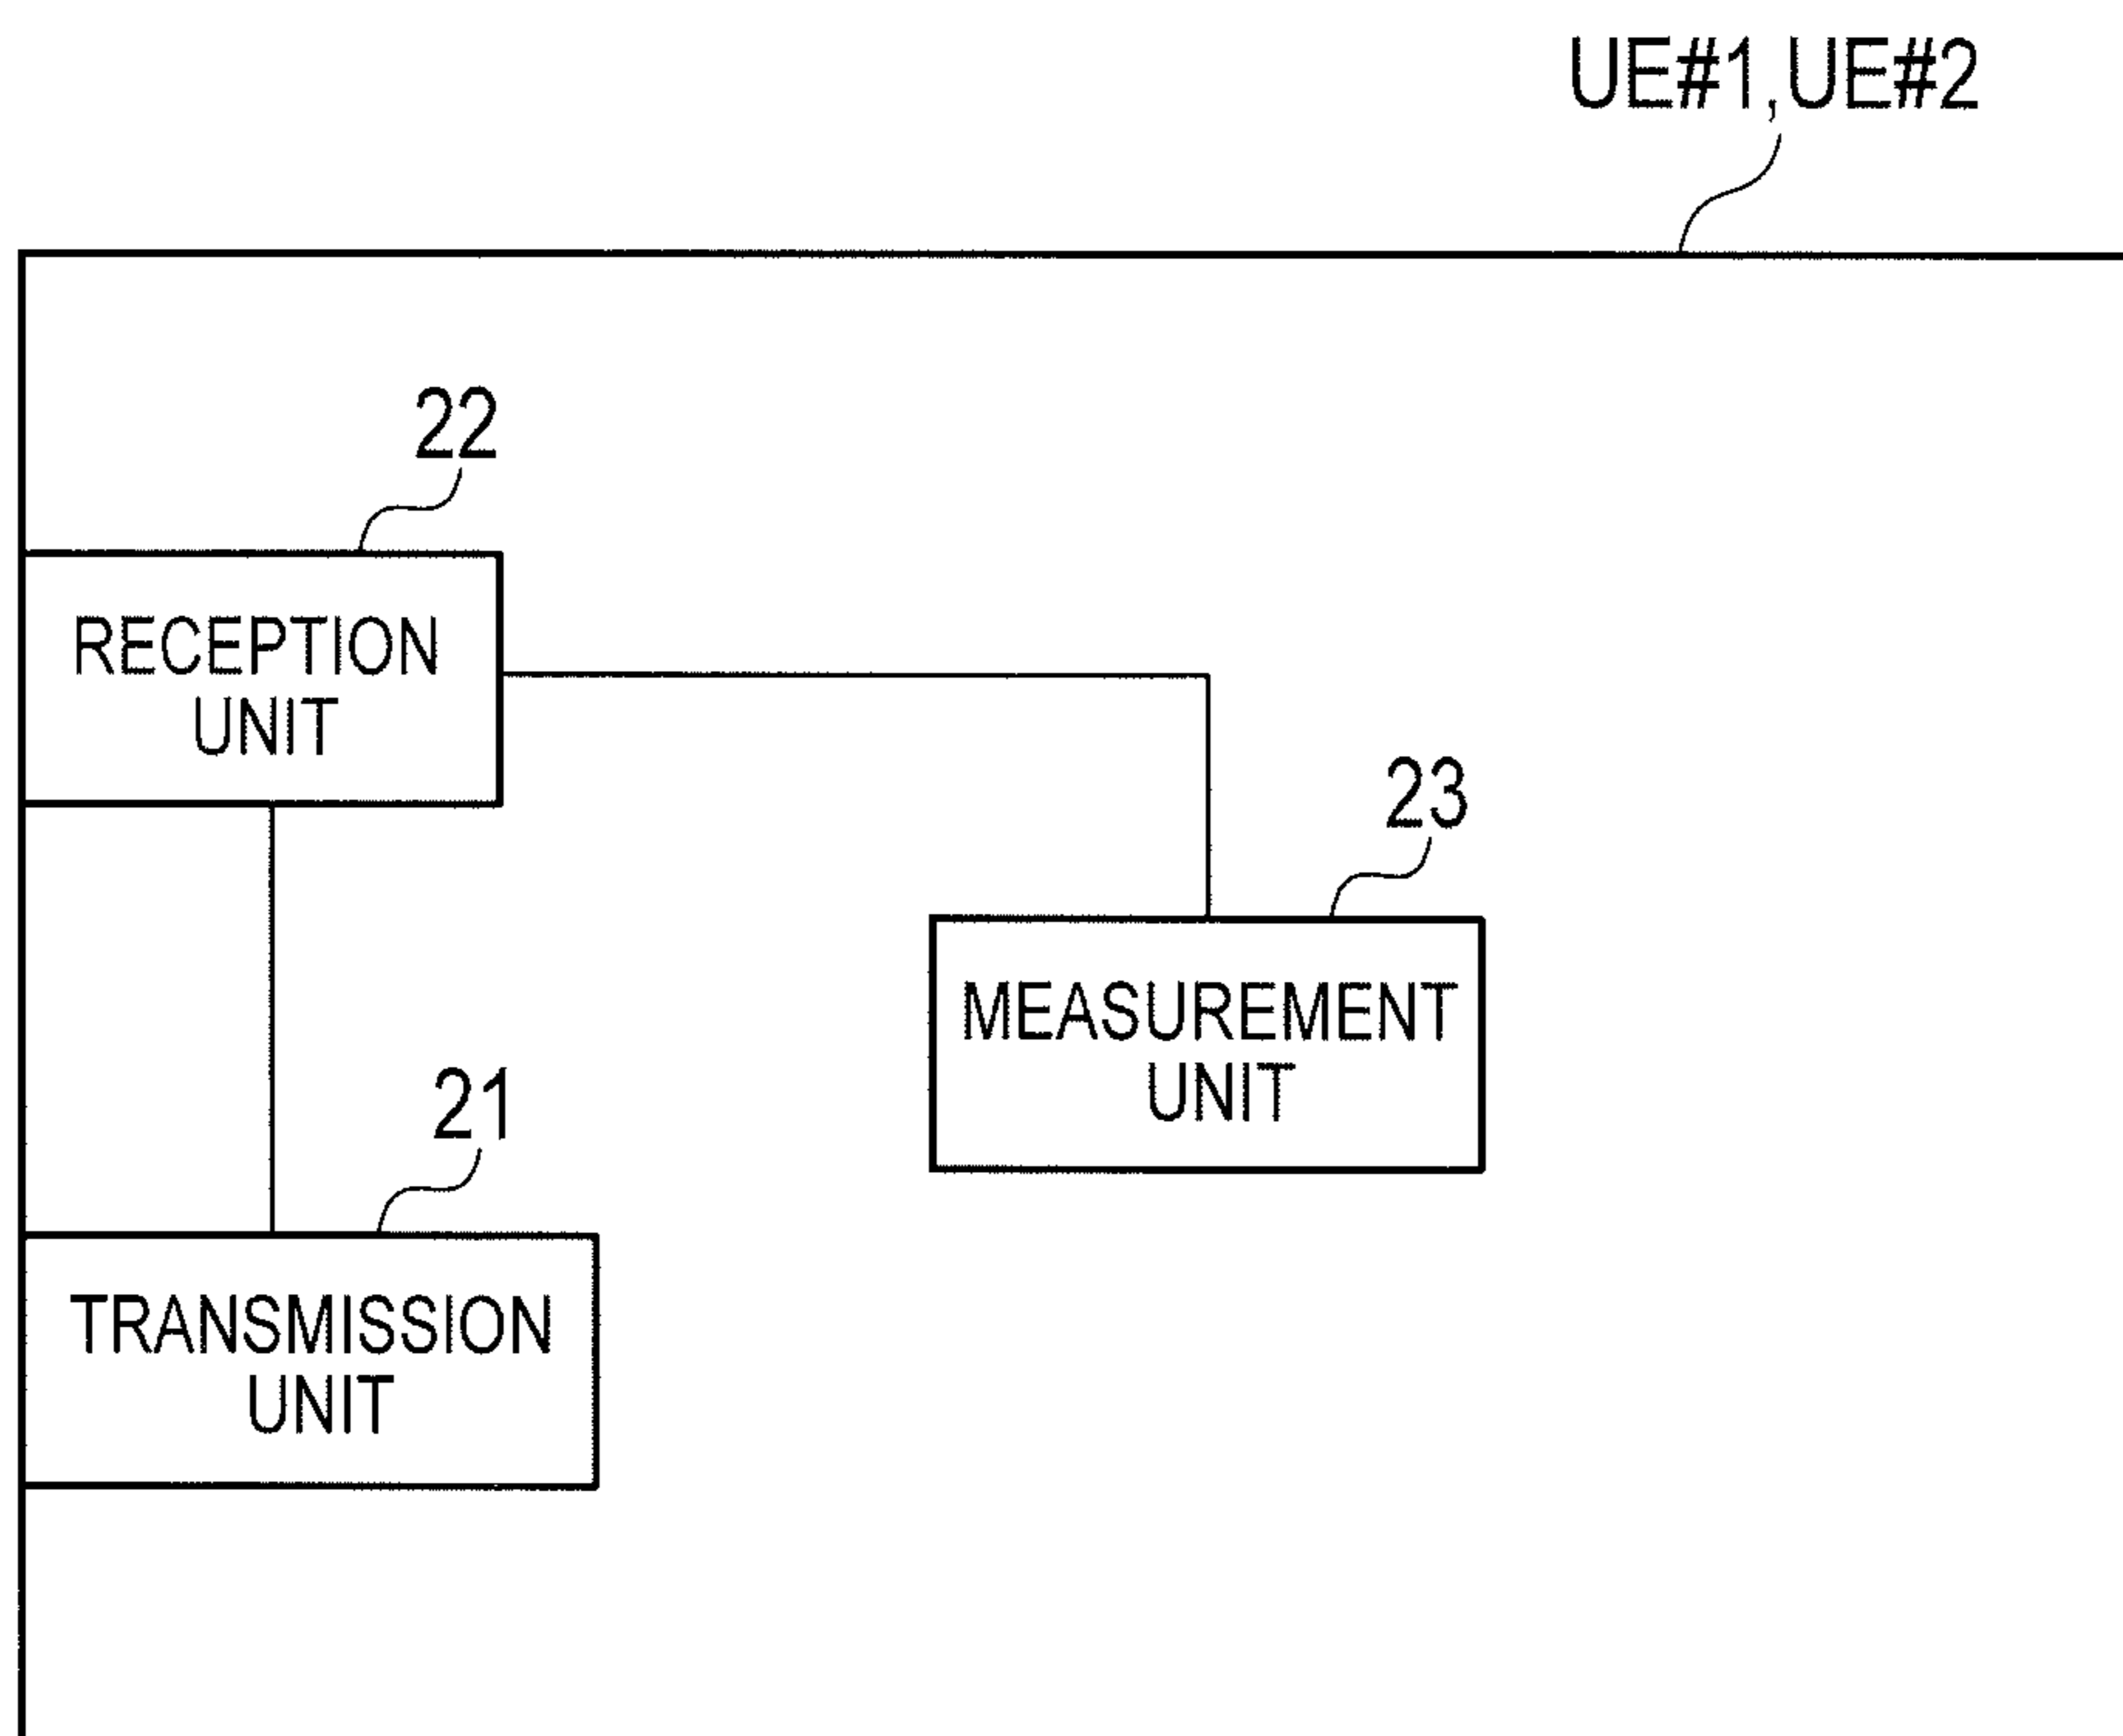 UE#1,UE#2
22
RECEPTION
UNIT
23
MEASUREMENT
UNIT
21
TRANSMISSION
UNIT